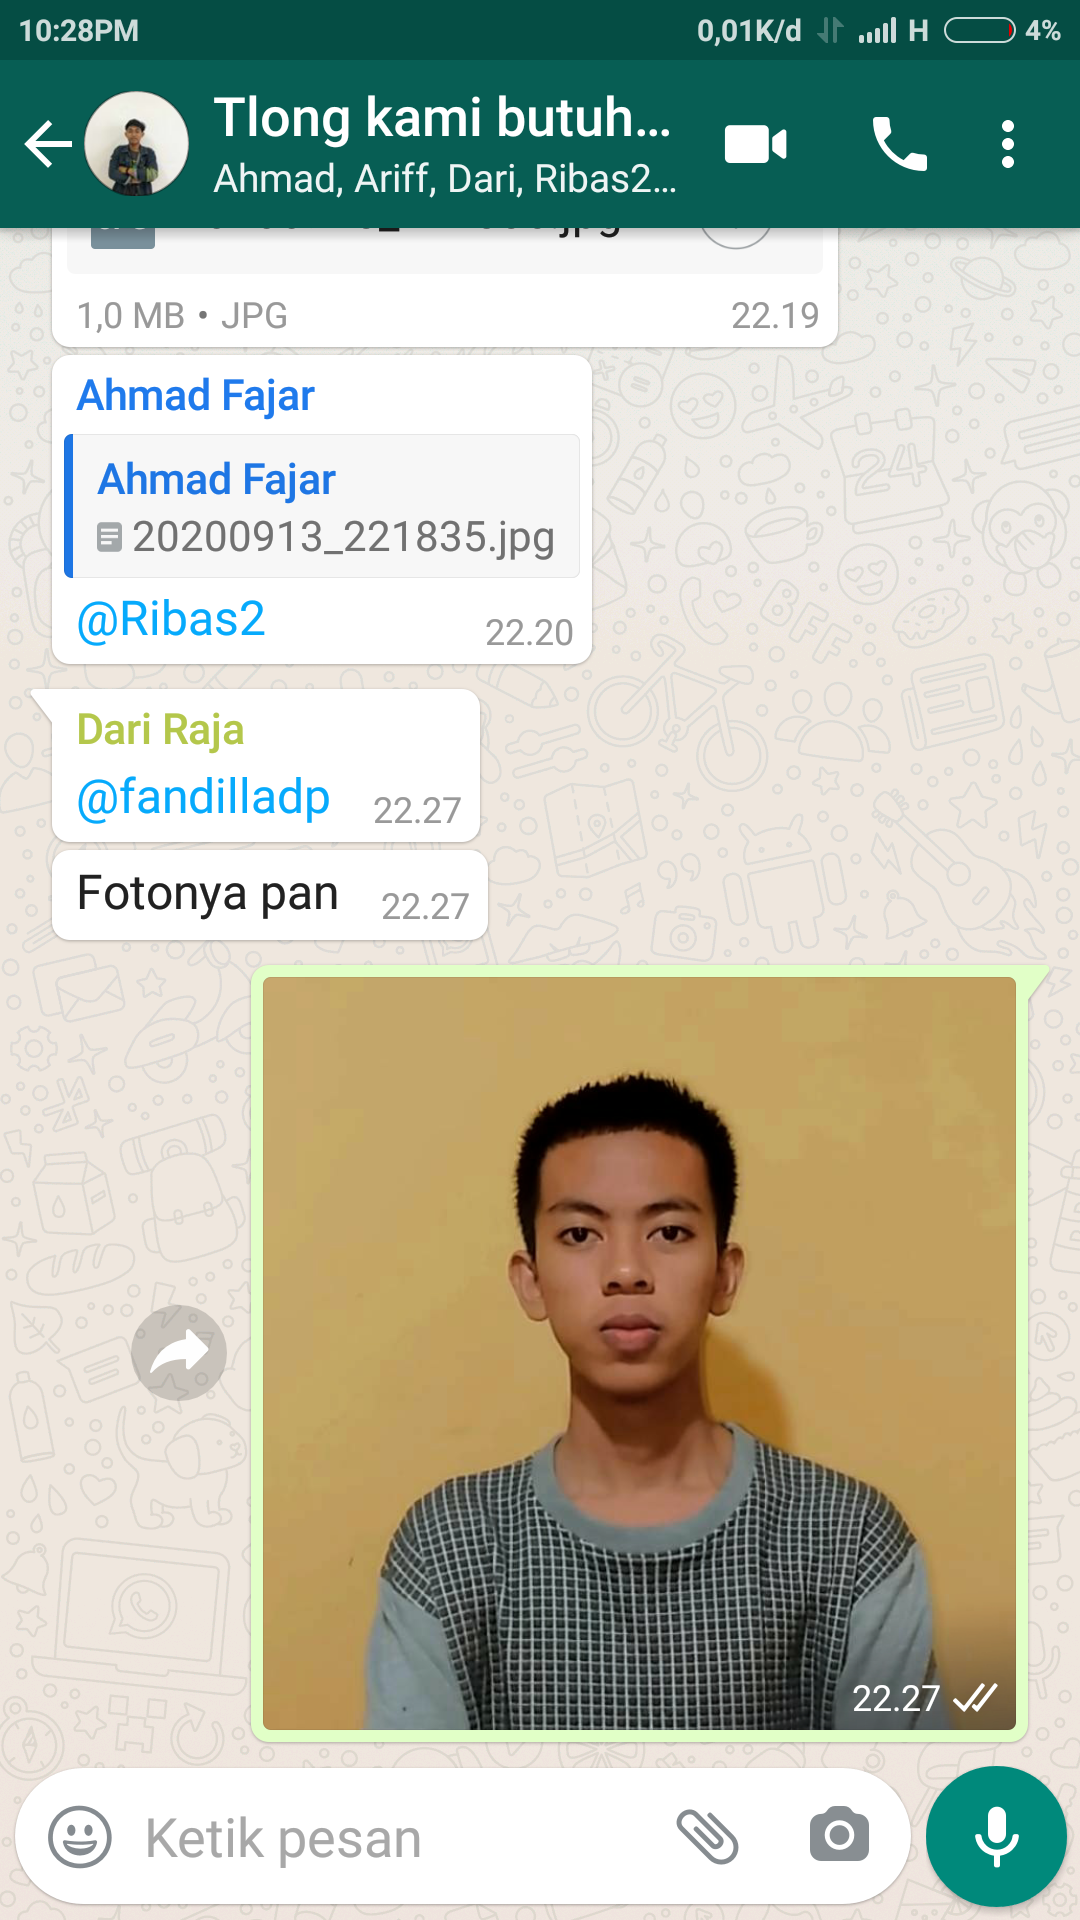 10:28PM
0,01K/d H 4%
Tlong kami butuh...
Ahmad, Ariff, Dari, Ribas2...
1,0 MB • JPG 22.19
Ahmad Fajar
Ahmad Fajar
20200913_221835.jpg
@Ribas2 22.20
Dari Raja
@fandilladp 22.27
Fotonya pan 22.27
22.27
Ketik pesan